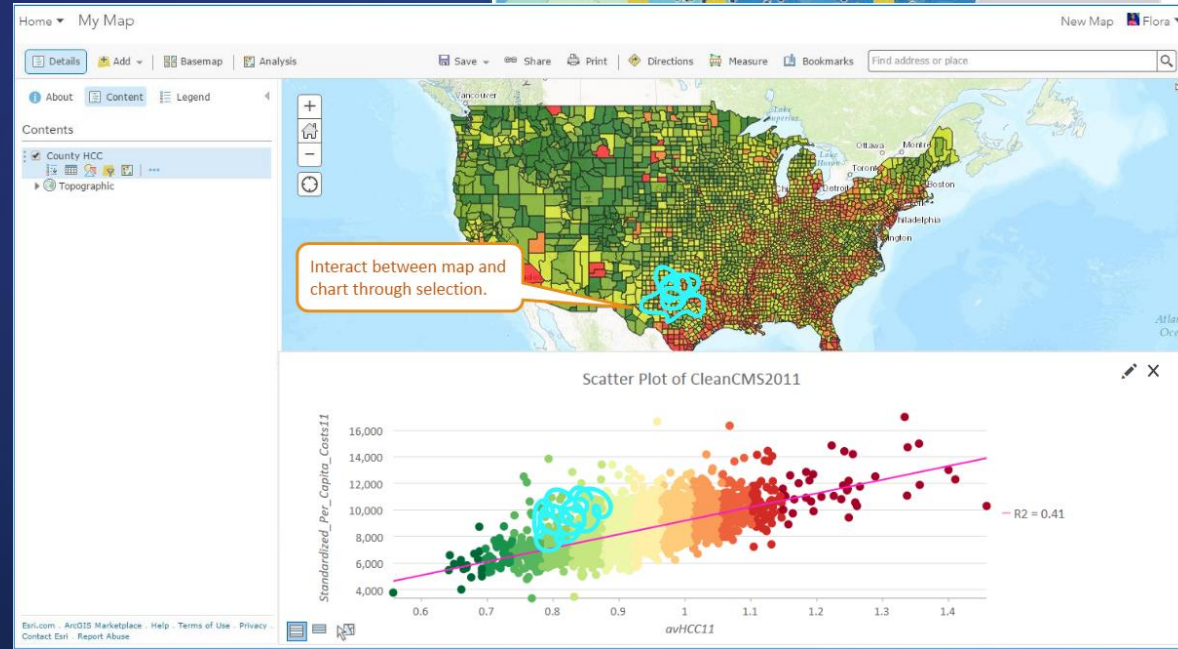 Home My Map New Map Flora
Details Add Basemap Analysis Save Share Print Directions Measure Bookmarks Find address or place
About Content Legend
Contents
County HCC
Topographic
Vancouver
Lake Superior
Ottawa
Toronto
Detroit
Boston
Interact between map and
chart through selection.
Scatter Plot of CleanCMS2011
Standardized_Per_Capita_Costs11
16,000
14,000
12,000
10,000
8,000
6,000
4,000
R2 = 0.41
0.6 0.7 0.8 0.9 1 1.1 1.2 1.3 1.4
avHCC11
Esri.com . ArcGIS Marketplace . Help . Terms of Use . Privacy .
Contact Esri . Report Abuse